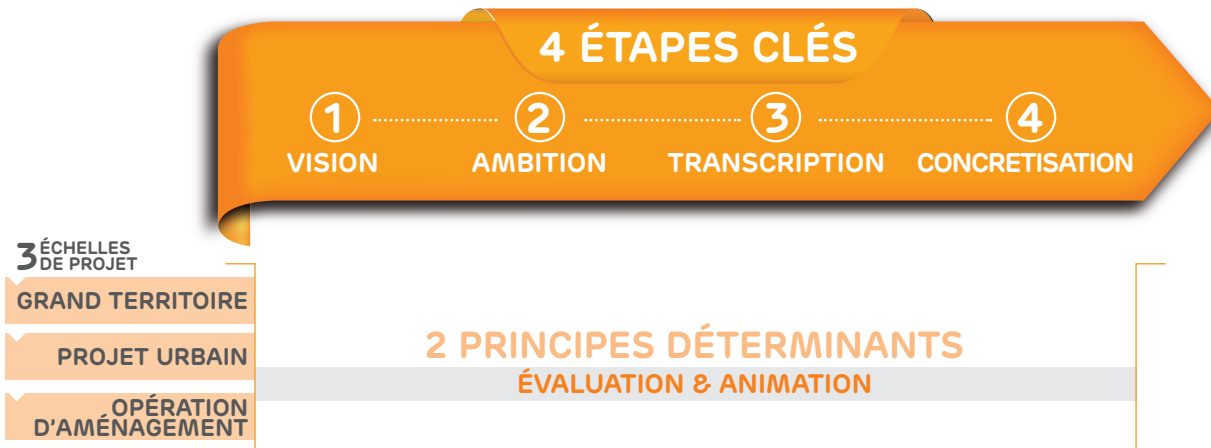 4 ÉTAPES CLÉS
1 2 3 4
VISION AMBITION TRANSCRIPTION CONCRETISATION
3 ÉCHELLES
DE PROJET
GRAND TERRITOIRE
PROJET URBAIN
OPÉRATION
D'AMÉNAGEMENT
2 PRINCIPES DÉTERMINANTS
ÉVALUATION & ANIMATION